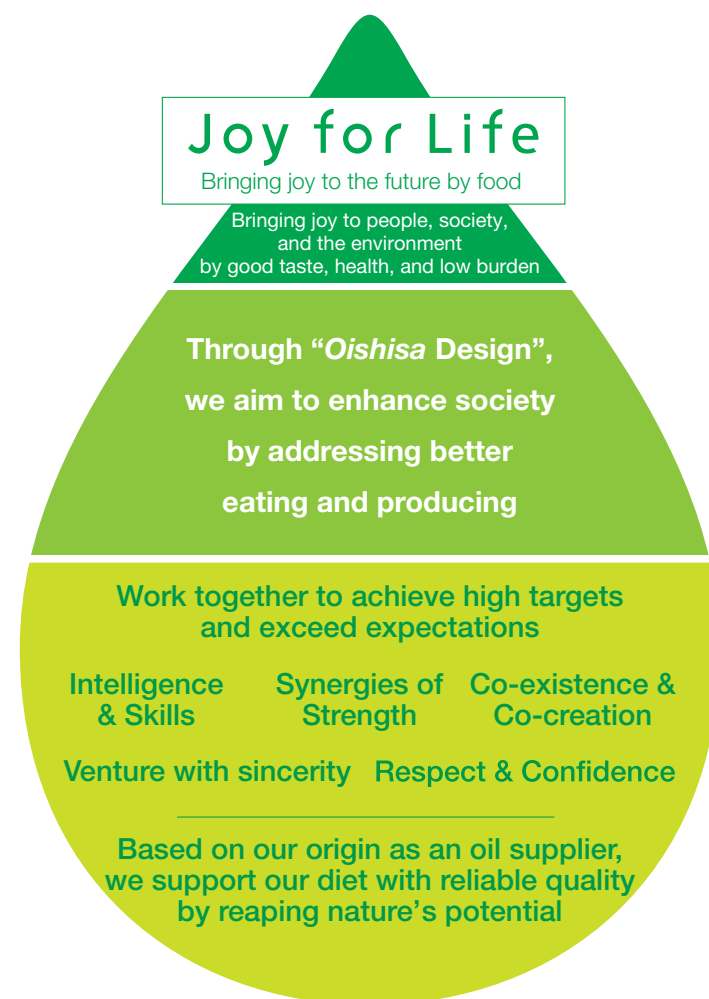 Joy for Life
Bringing joy to the future by food
Bringing joy to people, society,
and the environment
by good taste, health, and low burden
Through “Oishisa Design”,
we aim to enhance society
by addressing better
eating and producing
Work together to achieve high targets
and exceed expectations
Intelligence
& Skills
Synergies of
Strength
Co-existence &
Co-creation
Venture with sincerity
Respect & Confidence
Based on our origin as an oil supplier,
we support our diet with reliable quality
by reaping nature’s potential